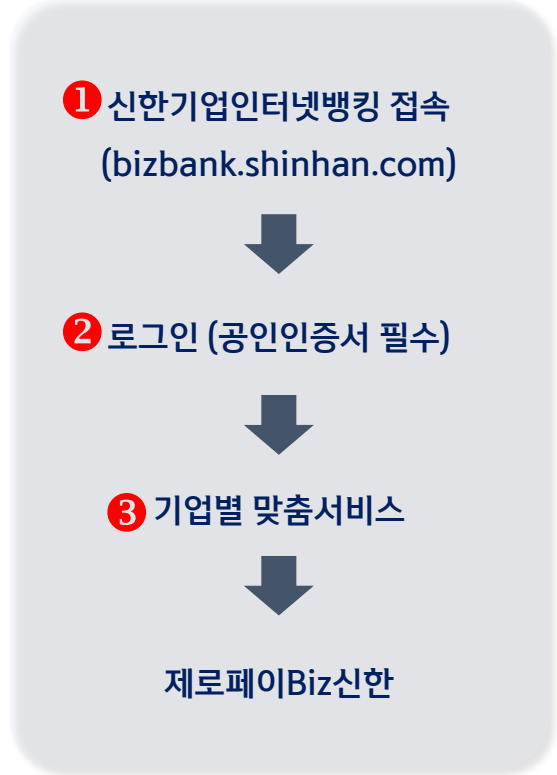 ❶ 신한기업인터넷뱅킹 접속
(bizbank.shinhan.com)
❷ 로그인 (공인인증서 필수)
❸ 기업별 맞춤서비스
제로페이Biz신한